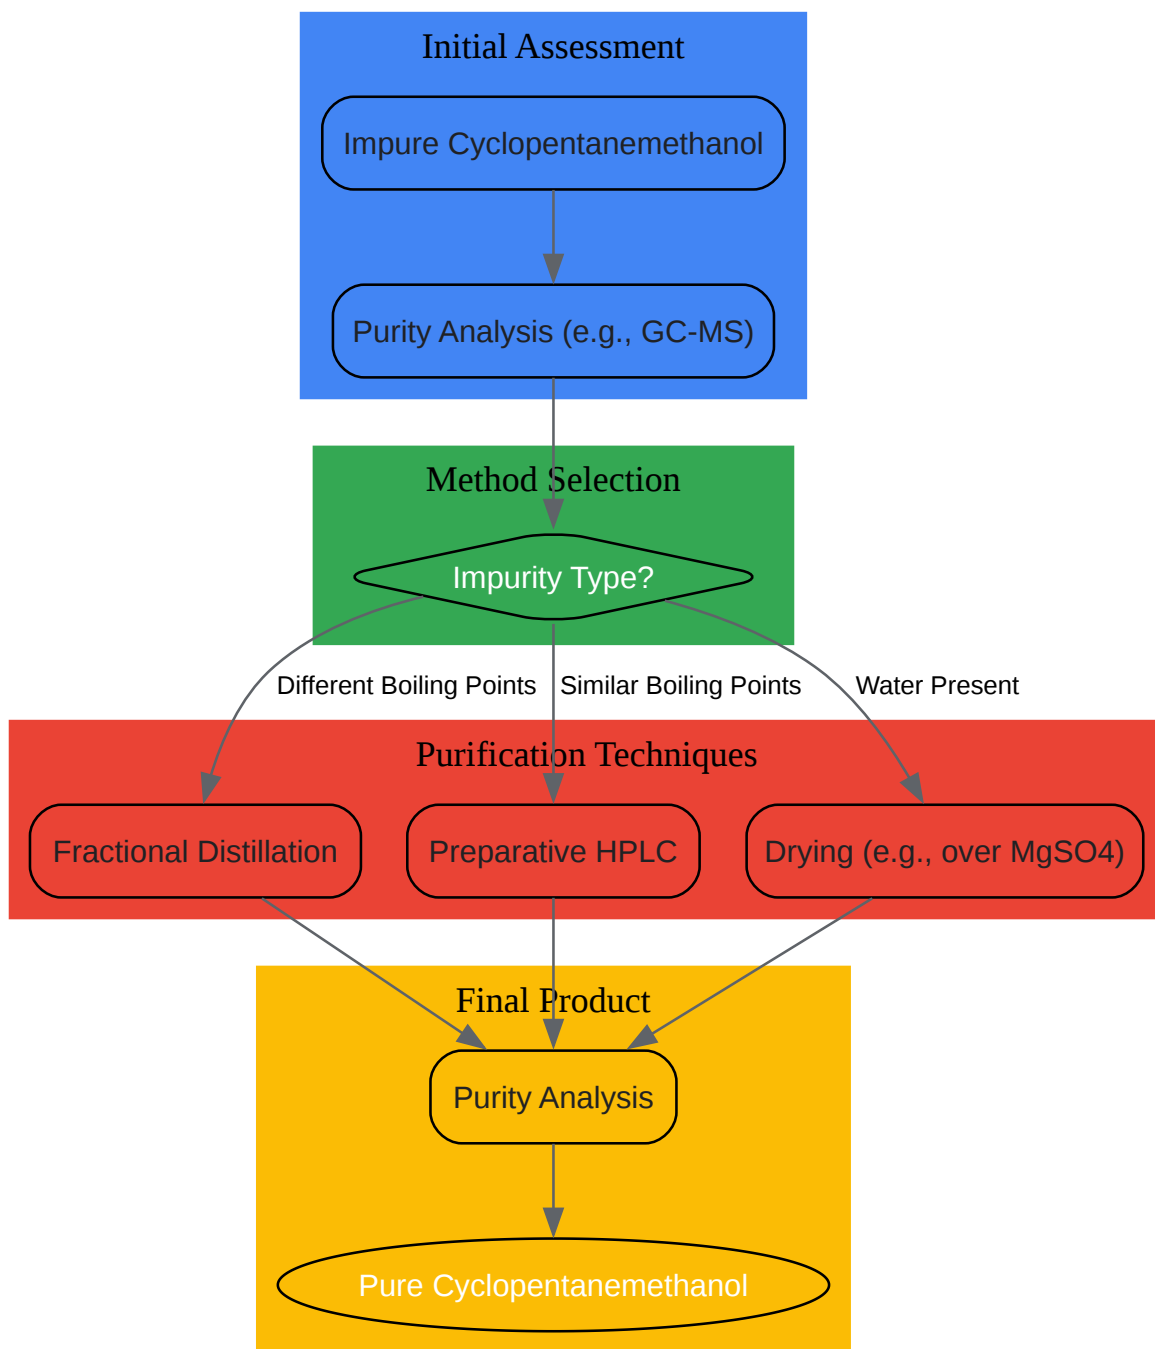 Initial Assessment
Impure Cyclopentanemethanol
Purity Analysis (e.g., GC-MS)
Method Selection
Impurity Type?
Different Boiling Points
Similar Boiling Points
Water Present
Purification Techniques
Fractional Distillation
Preparative HPLC
Drying (e.g., over MgSO4)
Final Product
Purity Analysis
Pure Cyclopentanemethanol